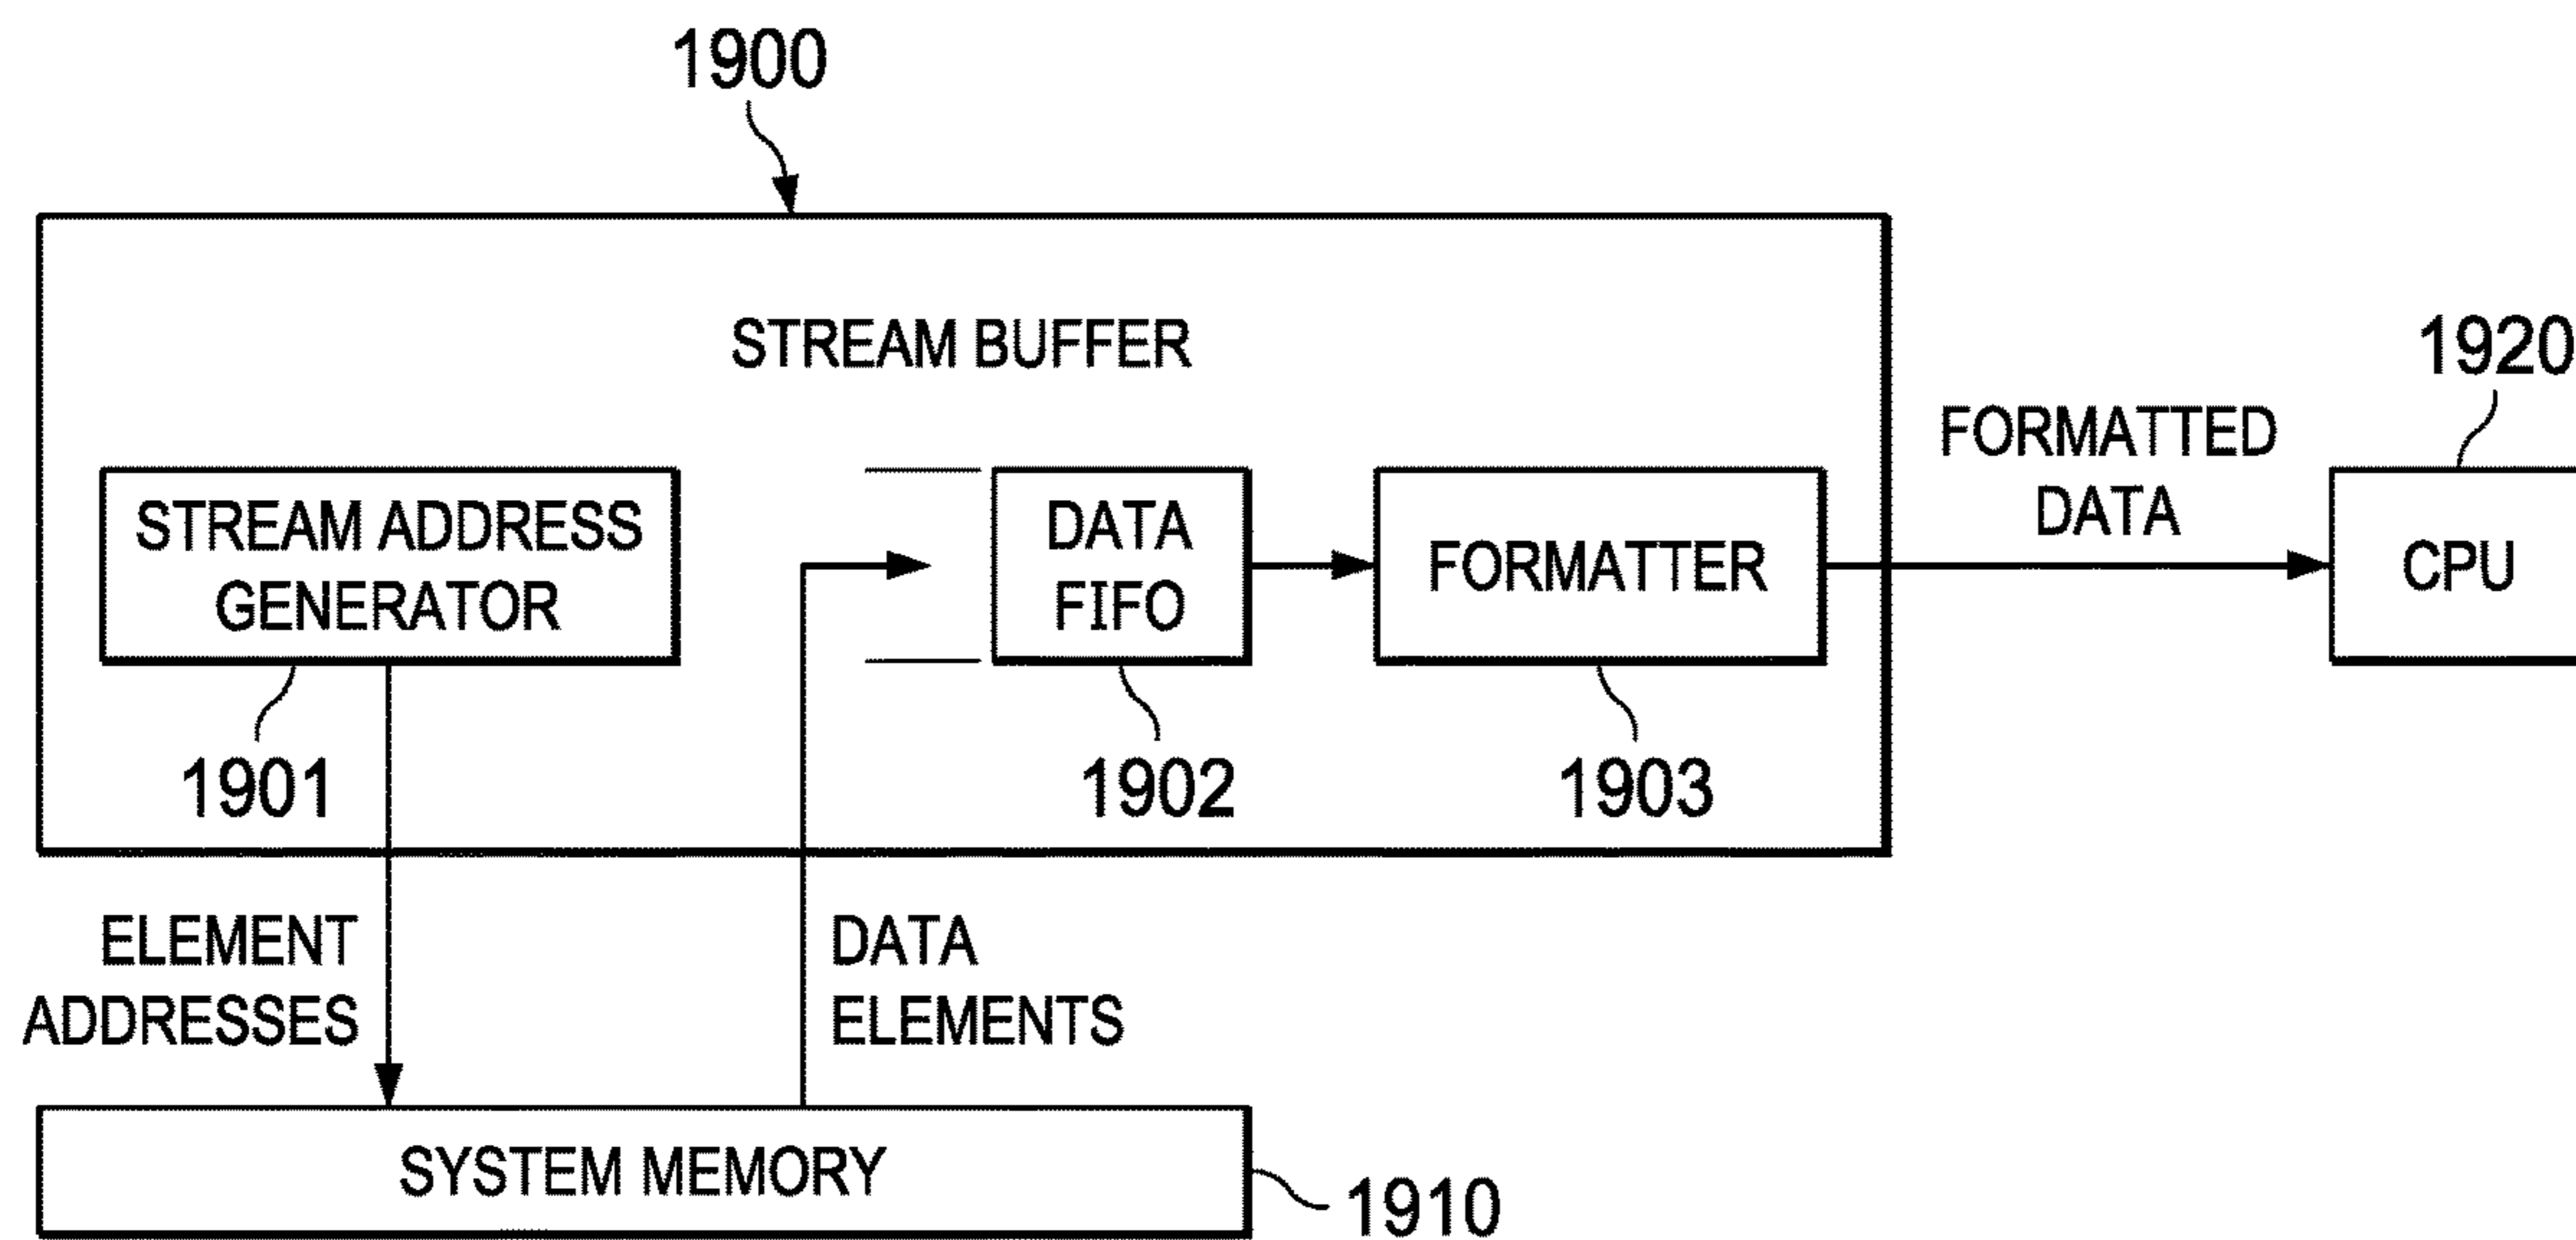 1900
STREAM BUFFER
1920
FORMATTED
DATA
STREAM ADDRESS
GENERATOR
DATA
FIFO
FORMATTER
CPU
1901
1902
1903
ELEMENT
ADDRESSES
DATA
ELEMENTS
SYSTEM MEMORY
1910